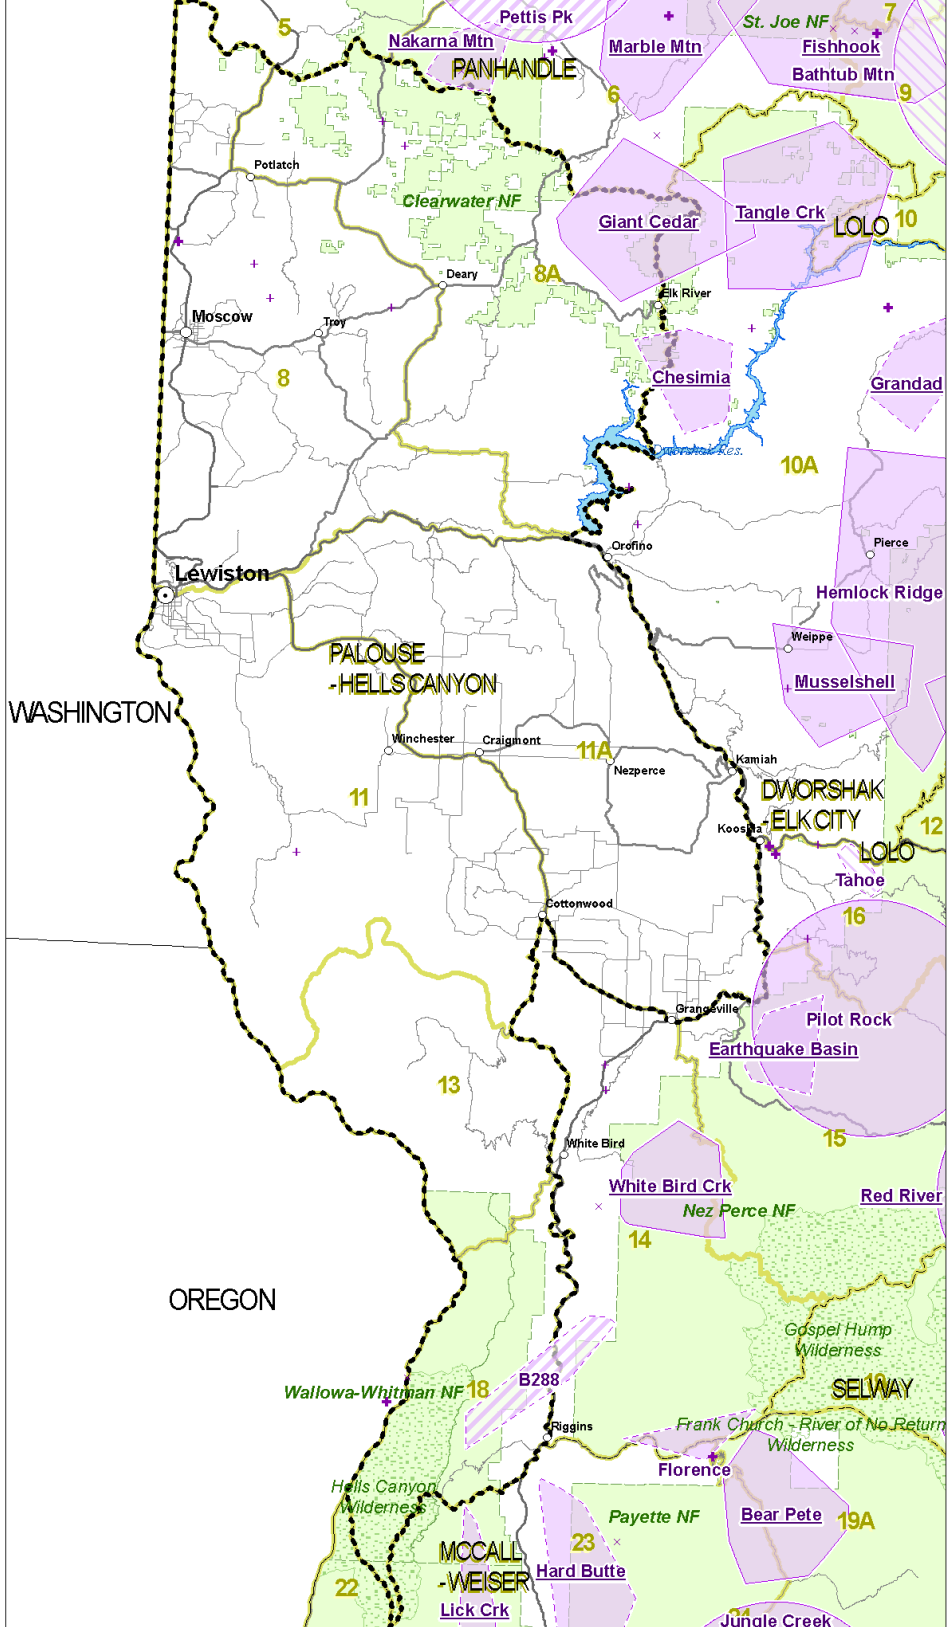 Pettis Pk
5
St. Joe NF
7
Nakarna Mtn
Marble Mtn
Fishhook
PANHANDLE
Bathtub Mtn
6
9
Potlatch
Clearwater NF
Giant Cedar
Tangle Crk
10
LOLO
8A
Deary
Elk River
Moscow
Troy
8
Chesimia
Grandad
Dworshak Res.
10A
Orofino
Pierce
Lewiston
Hemlock Ridge
Weippe
PALOUSE
-HELLS CANYON
Musselshell
WASHINGTON
Winchester
Craigmont
11A
Nezperce
Kamiah
11
DWORSHAK
-ELK CITY
Kooskia
12
LOLO
Tahoe
Cottonwood
16
Grangeville
Pilot Rock
Earthquake Basin
13
15
White Bird
White Bird Crk
Red River
Nez Perce NF
14
OREGON
Gospel Hump
Wilderness
B288
Wallowa-Whitman NF
18
19
SELWAY
Riggins
Frank Church - River of No Return
Wilderness
Florence
Hells Canyon
Wilderness
Bear Pete
Payette NF
19A
23
MCCALL
-WEISER
Hard Butte
22
Lick Crk
24
Jungle Creek